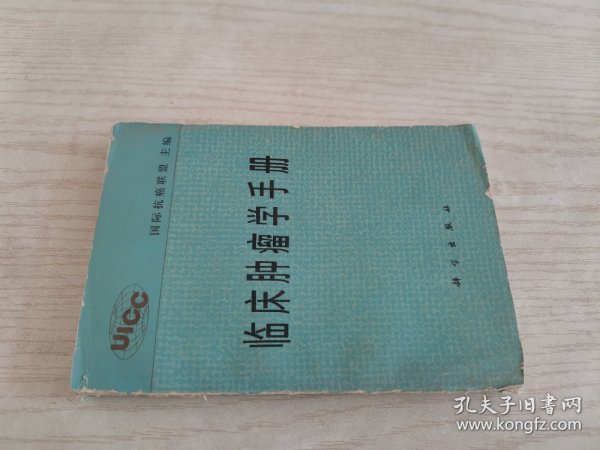 国际抗癌联盟 主编
UICC
临床肿瘤学手册
科学出版社
孔夫子旧书网
www.kongfz.com